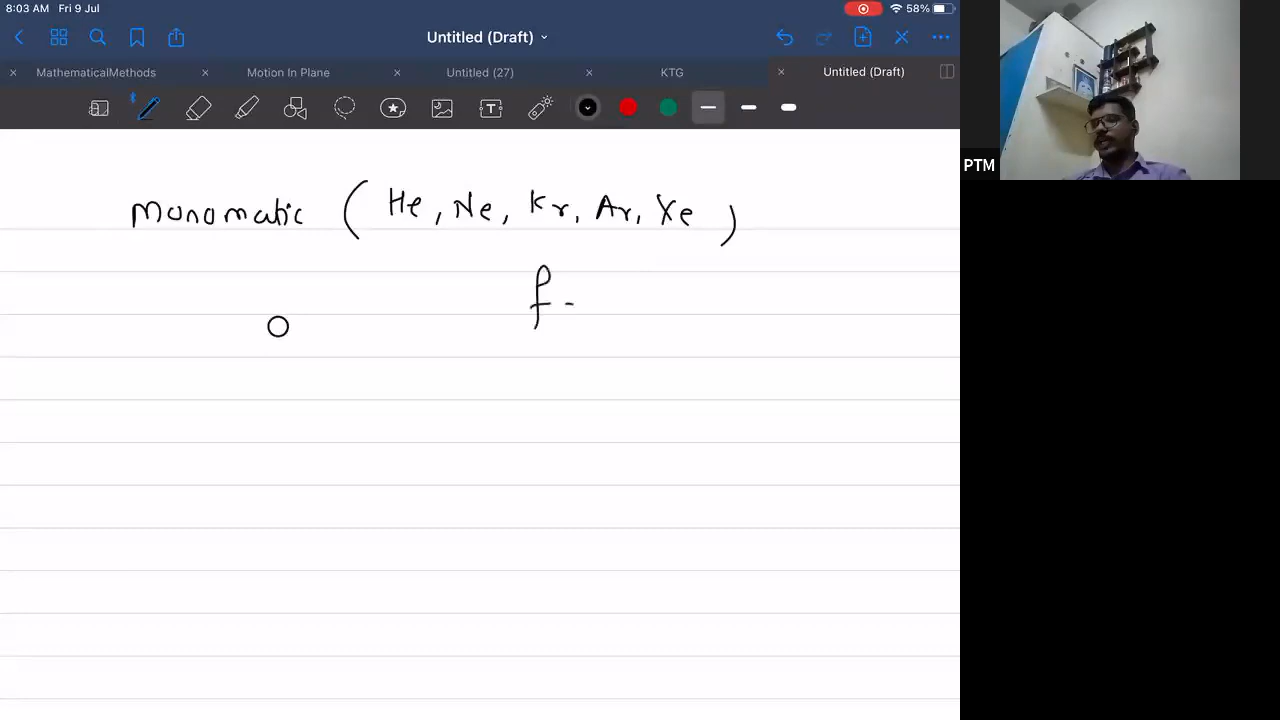 8:03 AM Fri 9 Jul 58%
Untitled (Draft)
MathematicalMethods Motion In Plane Untitled (27) KTG Untitled (Draft)
T
monomatic ( He, Ne, Kr, Ar, Xe )
f -
PTM